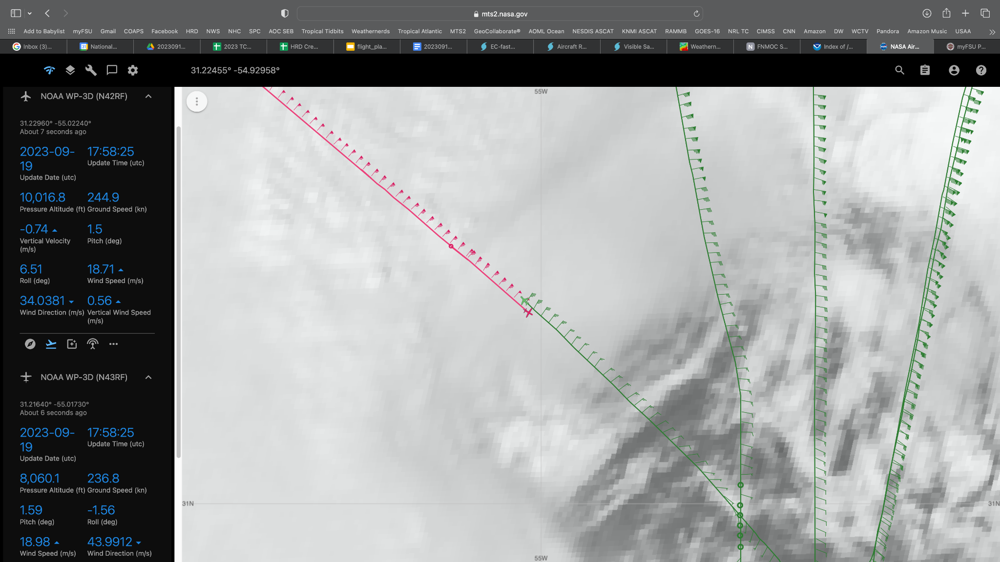 mts2.nasa.gov
Add to Babylist myFSU Gmail COAPS Facebook HRD NWS NHC SPC AOC SEB Tropical Tidbits Weathernerds Tropical Atlantic MTS2 GeoCollaborate® AOML Ocean NESDIS ASCAT KNMI ASCAT RAMMB GOES-16 NRL TC CIMSS CNN Amazon DW WCTV Pandora Amazon Music USAA
Inbox (3)... National... 2023091... 2023 TC... HRD Cre... flight_pla... 2023091... EC-fast... Aircraft R... Visible Sa... Weathern... FNMOC S... Index of /... NASA Air... myFSU P...
31.22455° -54.92958°
NOAA WP-3D (N42RF)
31.22960° -55.02240°
About 7 seconds ago
2023-09-19 17:58:25
Update Date (utc) Update Time (utc)
10,016.8 244.9
Pressure Altitude (ft) Ground Speed (kn)
-0.74 1.5
Vertical Velocity (m/s) Pitch (deg)
6.51 18.71
Roll (deg) Wind Speed (m/s)
34.0381 0.56
Wind Direction (m/s) Vertical Wind Speed (m/s)
NOAA WP-3D (N43RF)
31.21640° -55.01730°
About 6 seconds ago
2023-09-19 17:58:25
Update Date (utc) Update Time (utc)
8,060.1 236.8
Pressure Altitude (ft) Ground Speed (kn)
1.59 -1.56
Pitch (deg) Roll (deg)
18.98 43.9912
Wind Speed (m/s) Wind Direction (m/s)
55W
31N 31N
55W